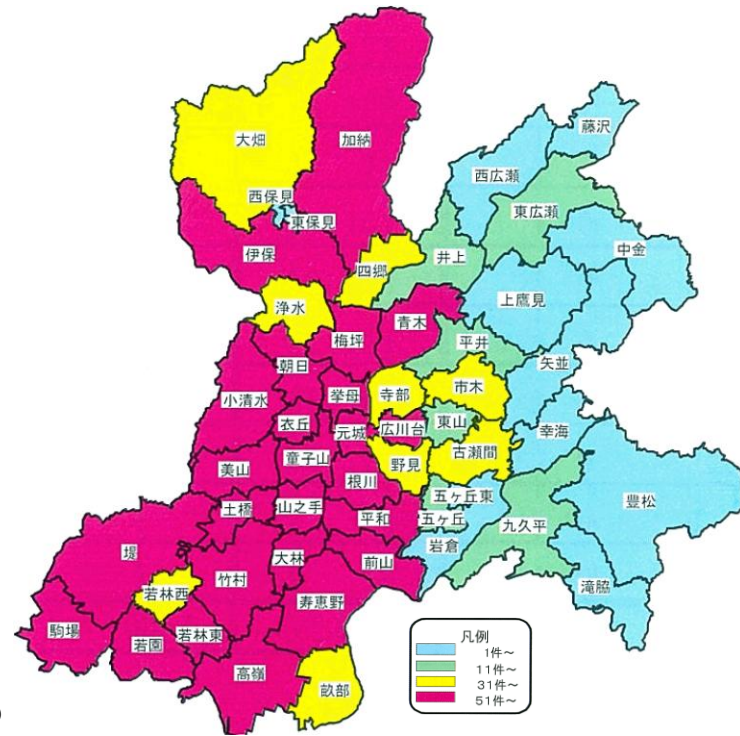 藤沢
大畑
加納
西広瀬
西保見
東広瀬
東保見
中金
伊保
井上
四郷
上鷹見
浄水
青木
梅坪
平井
矢並
朝日
市木
寺部
小清水
挙母
衣丘
元城
広川台
東山
幸海
古瀬間
童子山
野見
美山
根川
五ヶ丘東
豊松
土橋
山之手
平和
五ヶ丘
九久平
岩倉
堤
大林
前山
竹村
滝脇
若林西
寿恵野
駒場
若園
若林東
高嶺
畝部
凡例
1件～
11件～
31件～
51件～